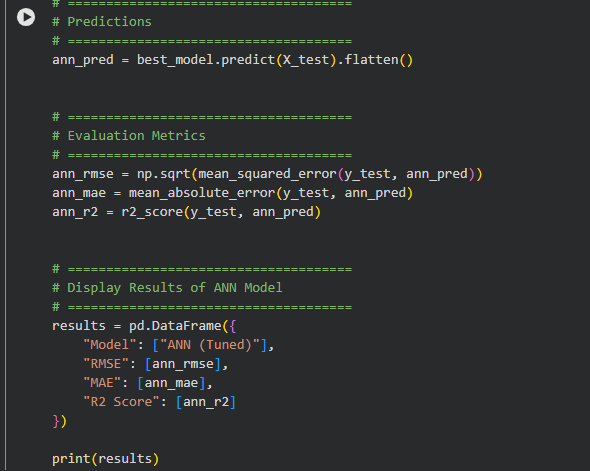 # =====================================
# Predictions
# =====================================
ann_pred = best_model.predict(X_test).flatten()
# =====================================
# Evaluation Metrics
# =====================================
ann_rmse = np.sqrt(mean_squared_error(y_test, ann_pred))
ann_mae = mean_absolute_error(y_test, ann_pred)
ann_r2 = r2_score(y_test, ann_pred)
# =====================================
# Display Results of ANN Model
# =====================================
results = pd.DataFrame({
    "Model": ["ANN (Tuned)"],
    "RMSE": [ann_rmse],
    "MAE": [ann_mae],
    "R2 Score": [ann_r2]
})
print(results)